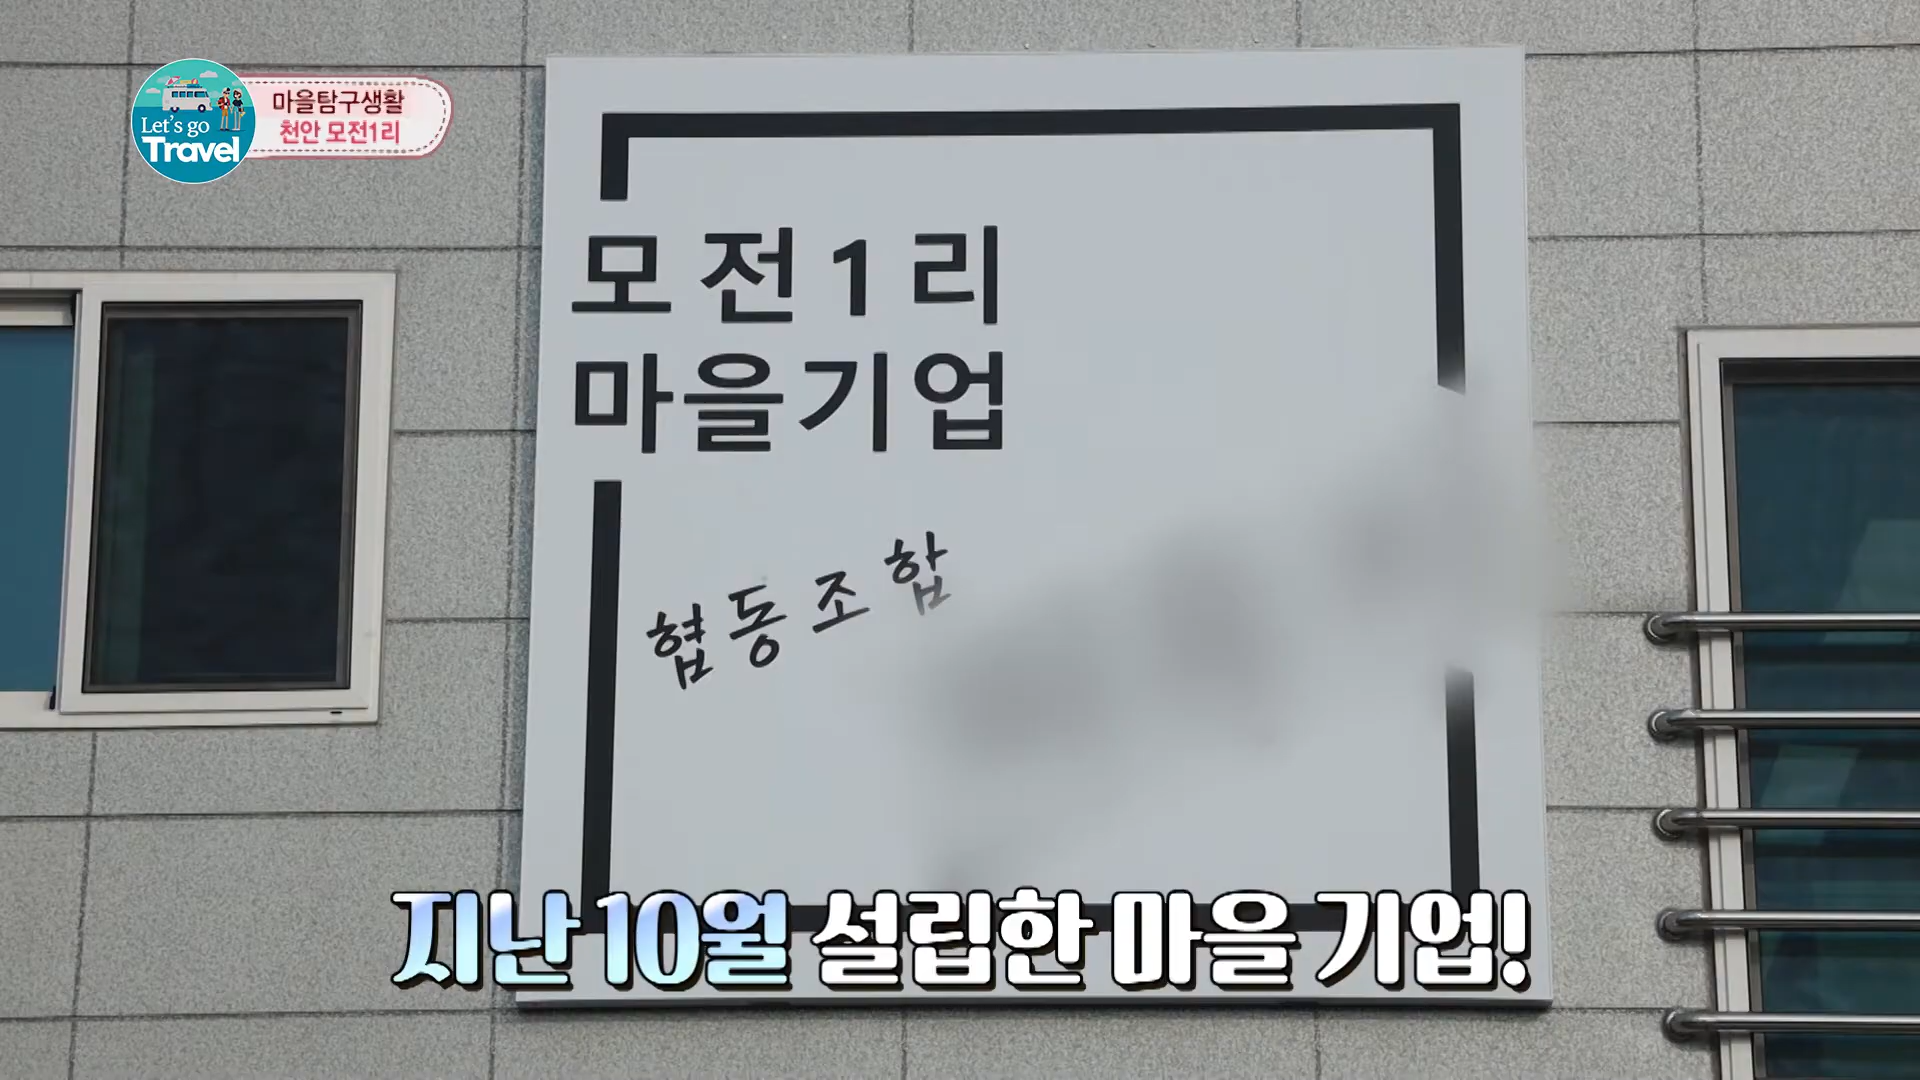 Let's go
Travel
마을탐구생활
천안 모전1리
모전1리
마을기업
협동조합
지난 10월 설립한 마을 기업!